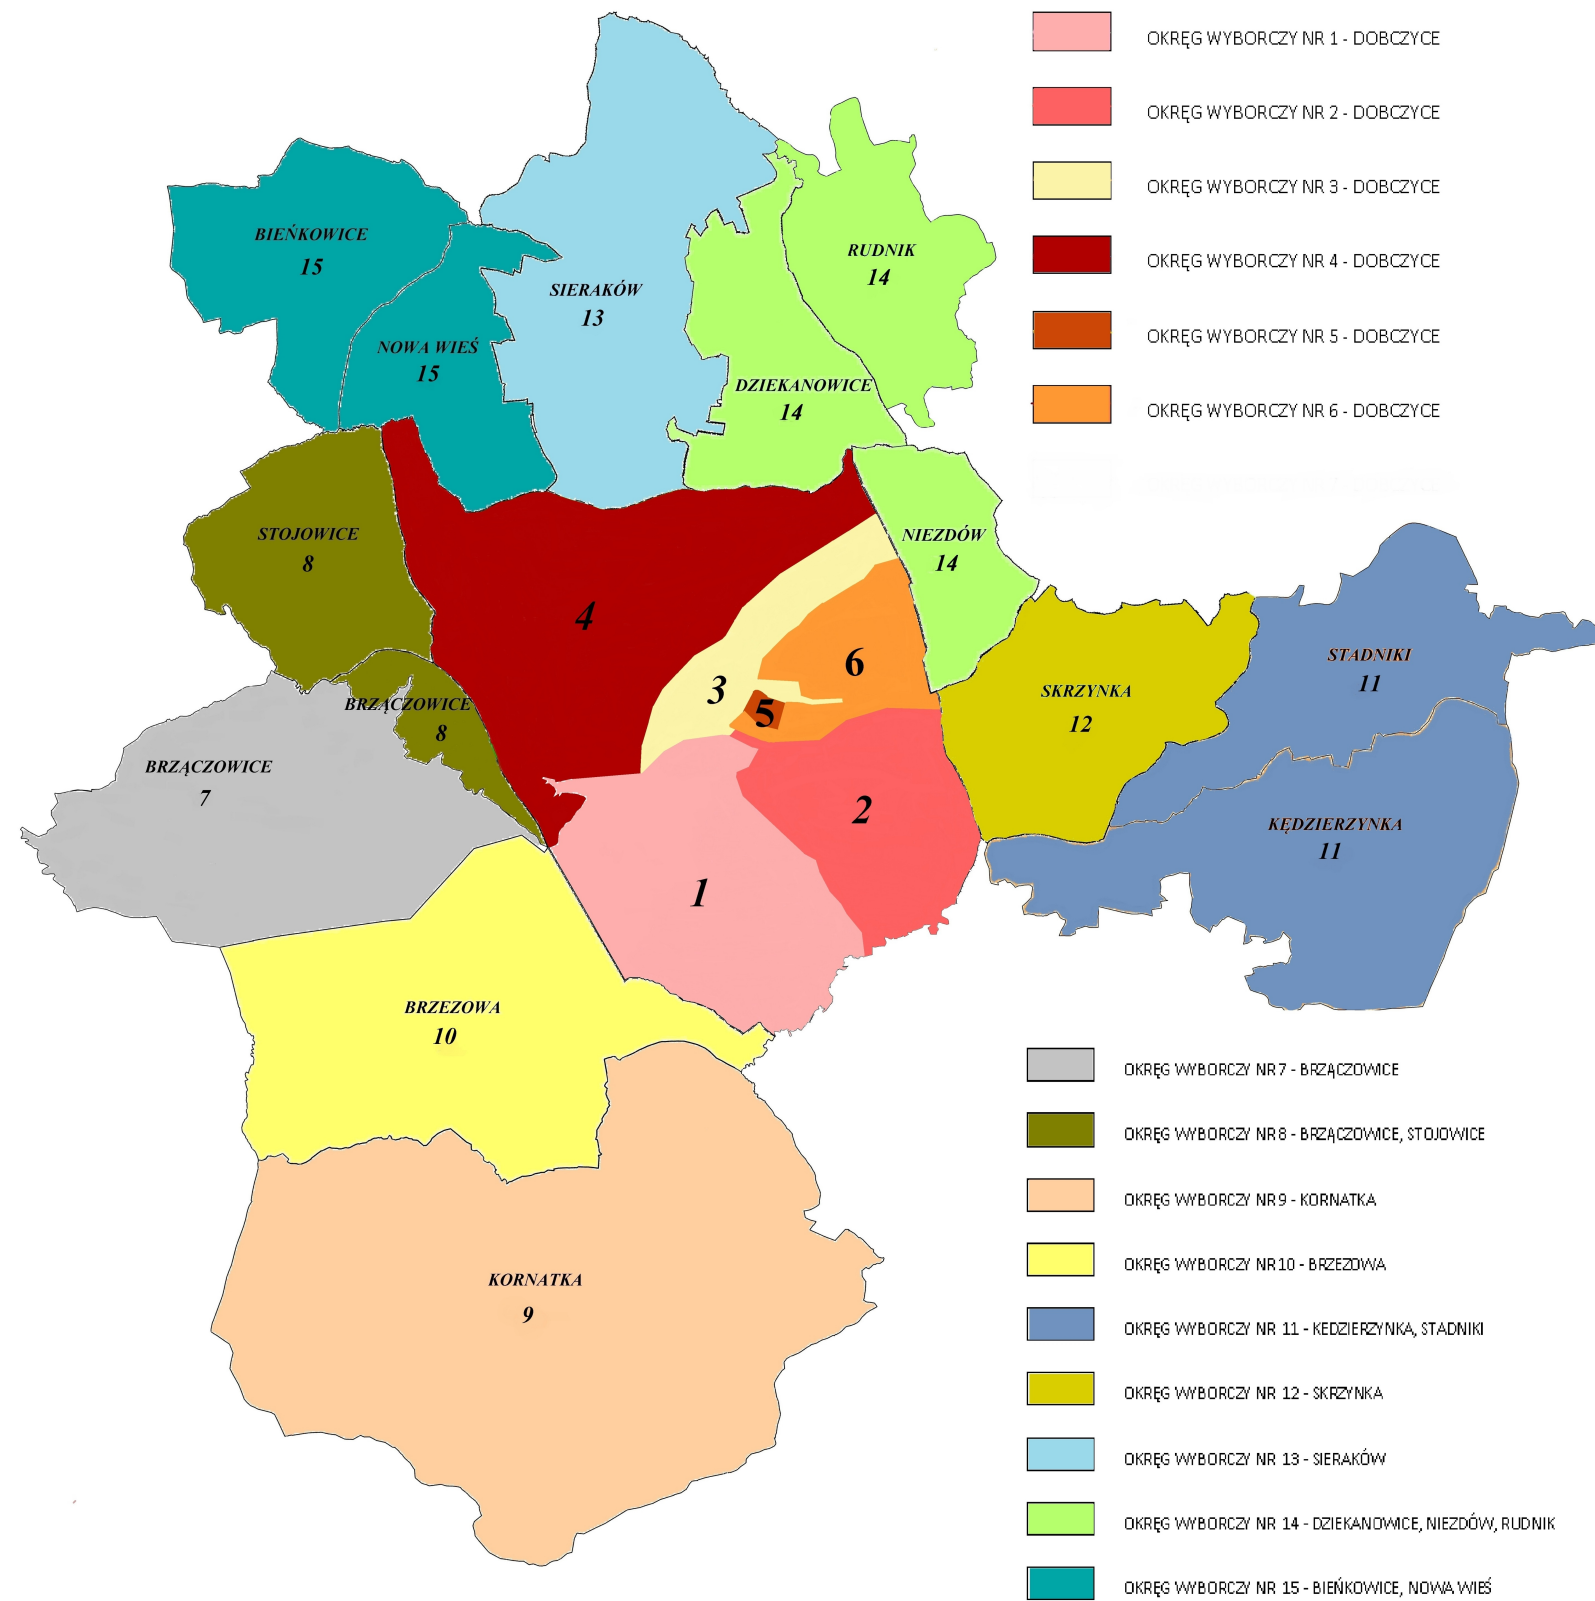 OKRĘG WYBORCZY NR 1 - DOBCZYCE
OKRĘG WYBORCZY NR 2 - DOBCZYCE
OKRĘG WYBORCZY NR 3 - DOBCZYCE
OKRĘG WYBORCZY NR 4 - DOBCZYCE
OKRĘG WYBORCZY NR 5 - DOBCZYCE
OKRĘG WYBORCZY NR 6 - DOBCZYCE
BIEŃKOWICE
15
NOWA WIEŚ
15
SIERAKÓW
13
RUDNIK
14
DZIEKANOWICE
14
STOJOWICE
8
NIEZDÓW
14
4
6
3
5
STADNIKI
11
SKRZYNKA
12
BRZĄCZOWICE
8
BRZĄCZOWICE
7
2
KĘDZIERZYNKA
11
1
BRZEZOWA
10
KORNATKA
9
OKRĘG WYBORCZY NR 7 - BRZĄCZOWICE
OKRĘG WYBORCZY NR 8 - BRZĄCZOWICE, STOJOWICE
OKRĘG WYBORCZY NR 9 - KORNATKA
OKRĘG WYBORCZY NR 10 - BRZEZOWA
OKRĘG WYBORCZY NR 11 - KEDZIERZYNKA, STADNIKI
OKRĘG WYBORCZY NR 12 - SKRZYNKA
OKRĘG WYBORCZY NR 13 - SIERAKÓW
OKRĘG WYBORCZY NR 14 - DZIEKANOWICE, NIEZDÓW, RUDNIK
OKRĘG WYBORCZY NR 15 - BIEŃKOWICE, NOWA WIEŚ